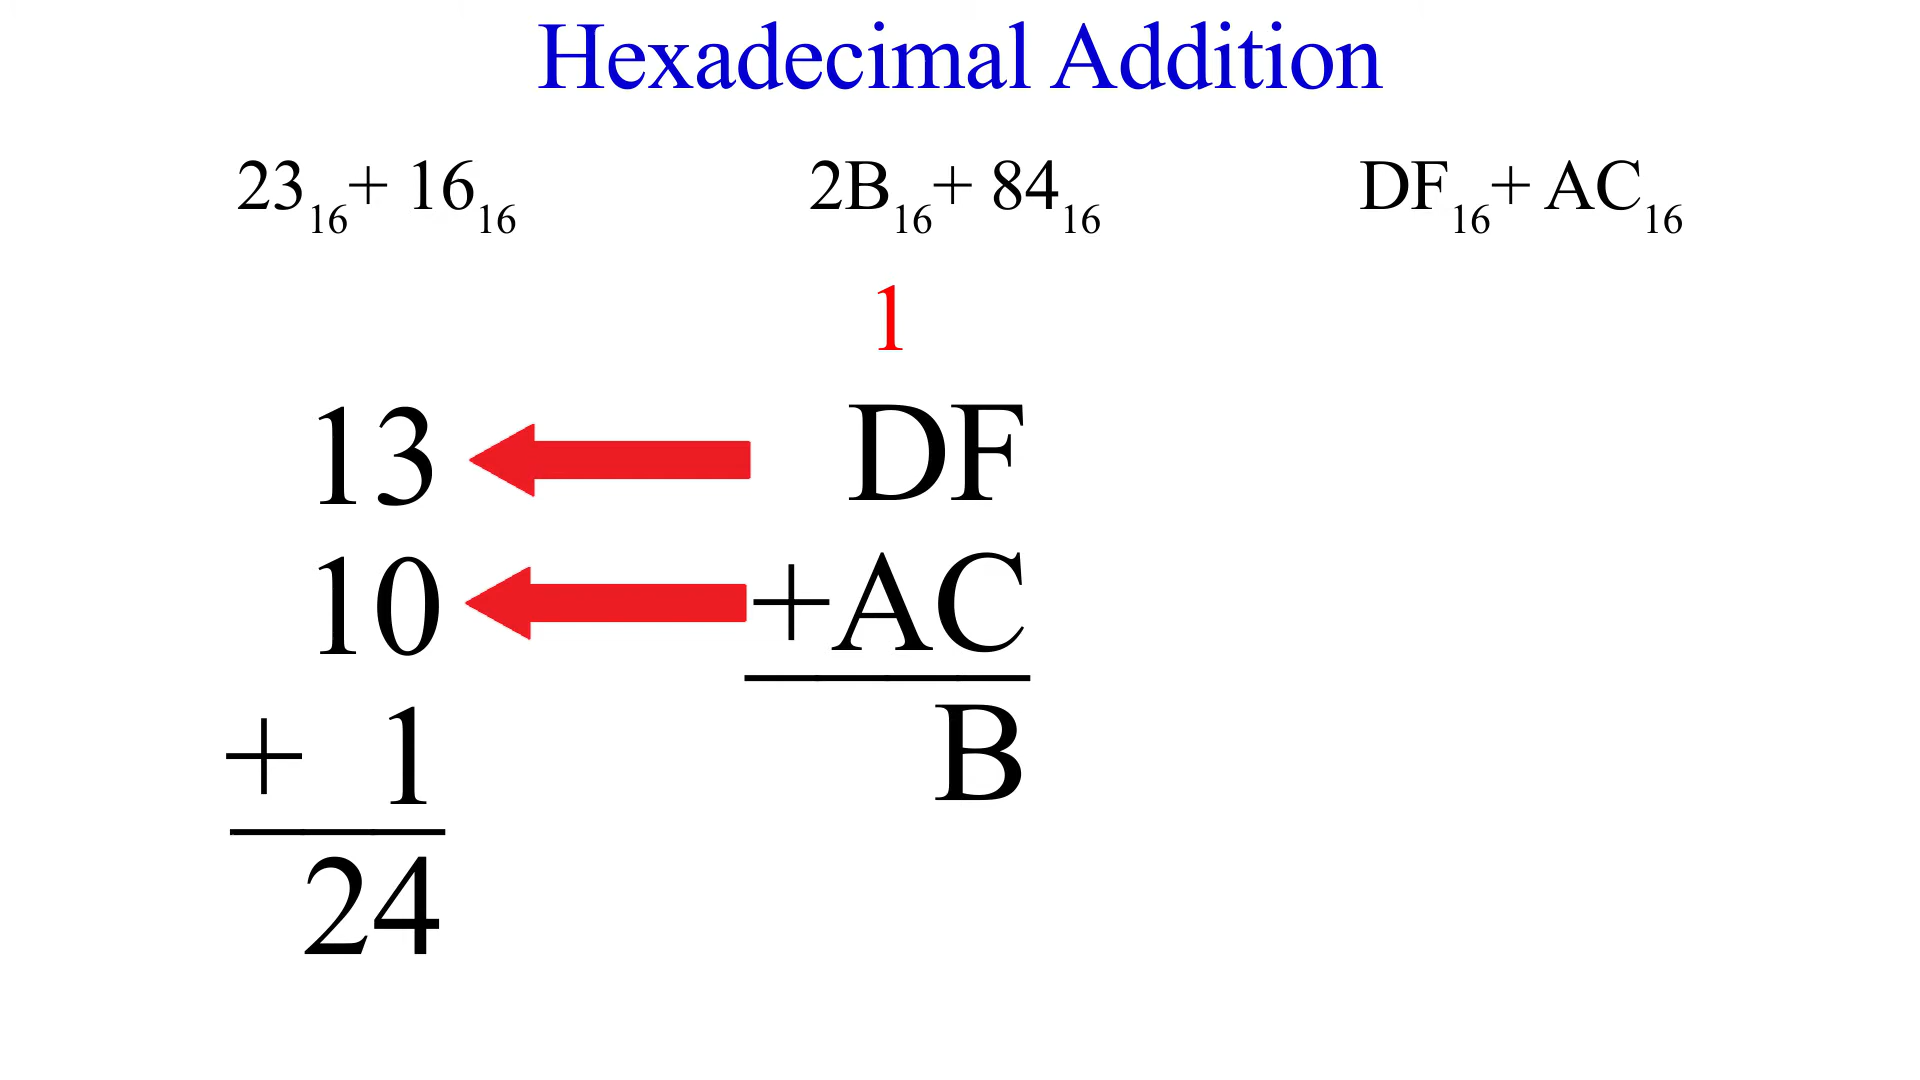 Hexadecimal Addition
23₁₆+ 16₁₆ 2B₁₆+ 84₁₆ DF₁₆+ AC₁₆
1
13 DF
10 +AC
+ 1 B
24